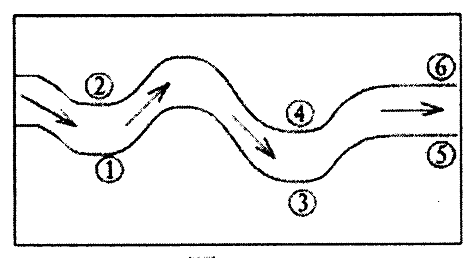 ② ④ ⑥
① ③ ⑤